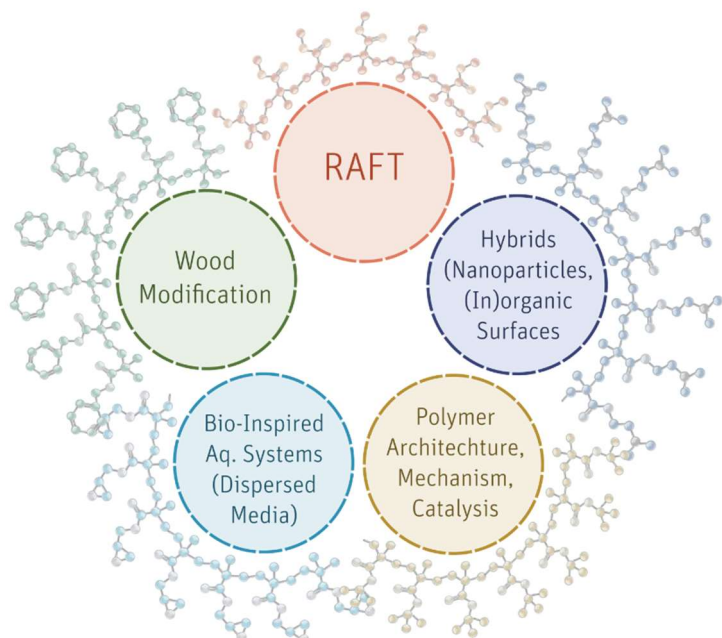 RAFT
Hybrids
(Nanoparticles,
(In)organic
Surfaces
Wood
Modification
Bio-Inspired
Aq. Systems
(Dispersed
Media)
Polymer
Architechture,
Mechanism,
Catalysis